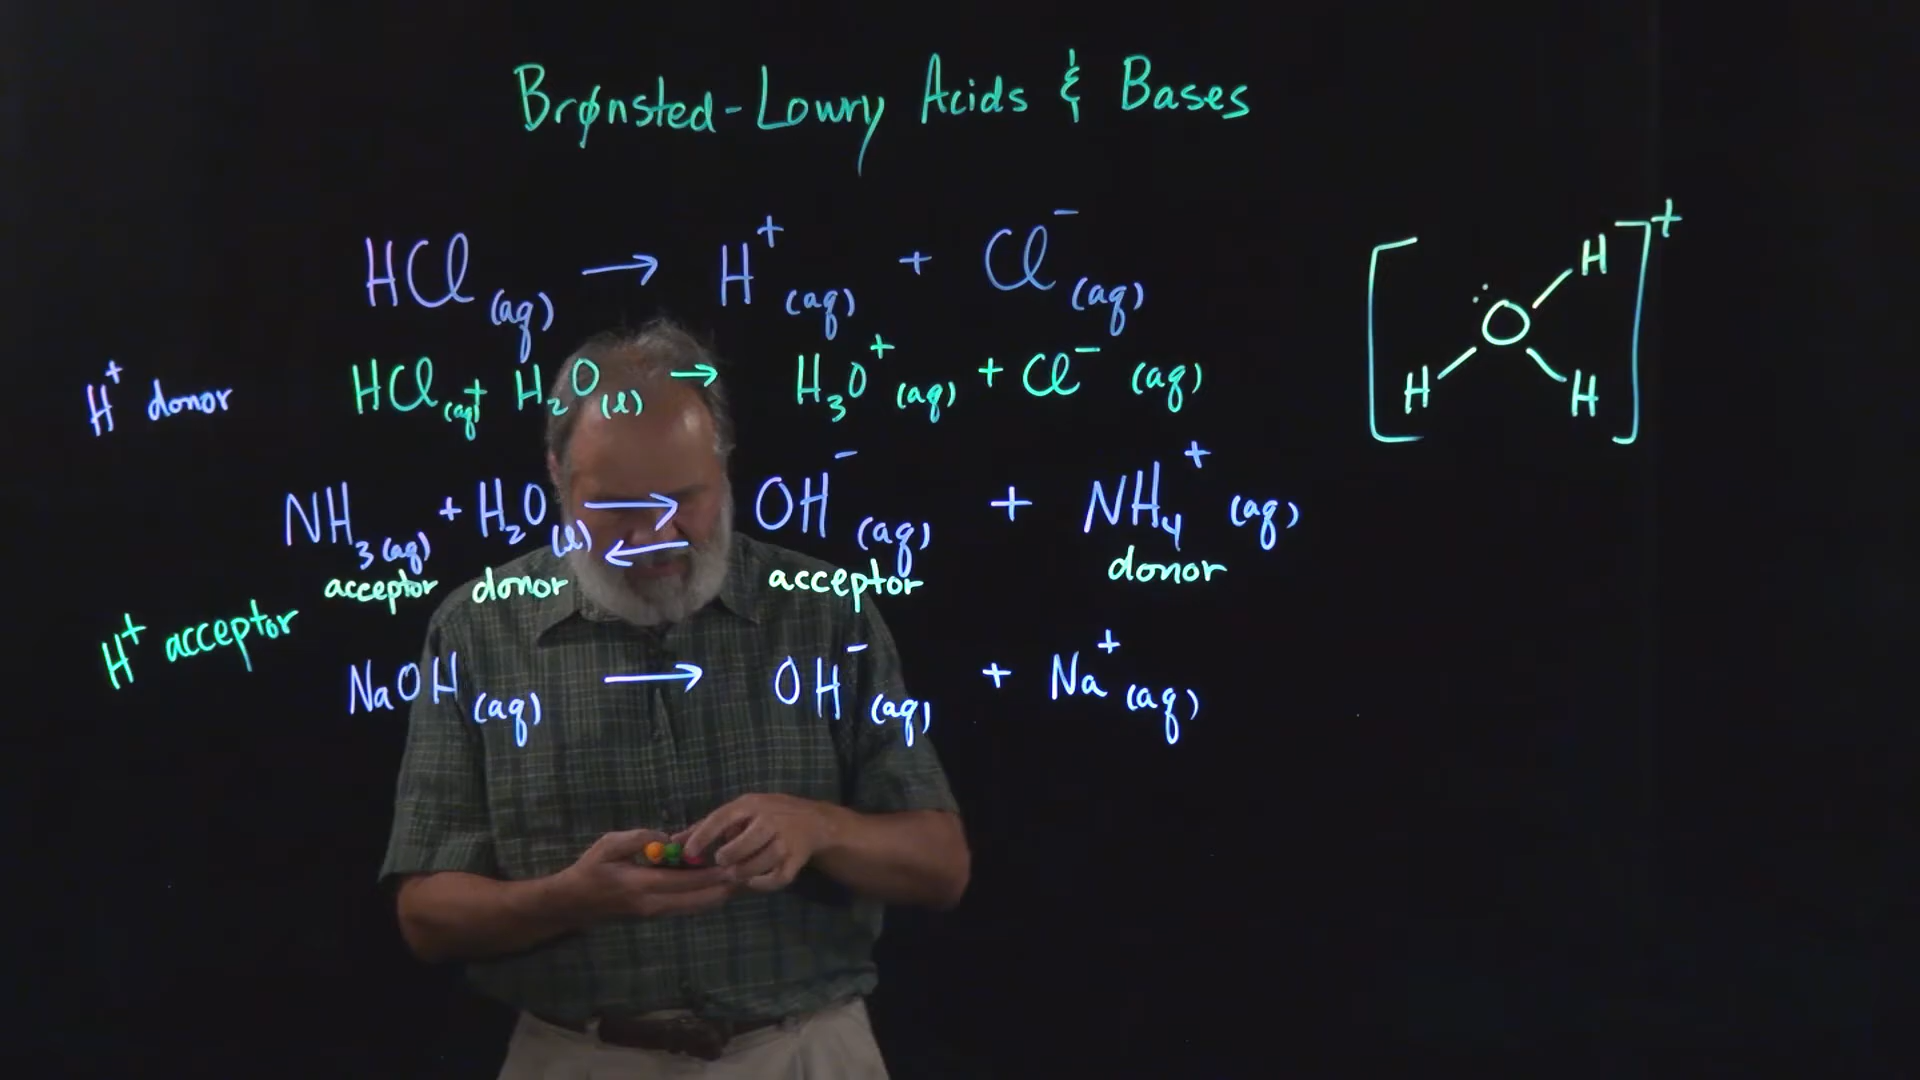 Brønsted-Lowry Acids & Bases
HCl (aq) → H⁺ (aq) + Cl⁻ (aq)
H⁺ donor
HCl (aq) + H₂O (l) → H₃O⁺ (aq) + Cl⁻ (aq)
[H O H H]⁺
NH₃ (aq) + H₂O (l) ⇄ OH⁻ (aq) + NH₄⁺ (aq)
acceptor donor acceptor donor
H⁺ acceptor
NaOH (aq) → OH⁻ (aq) + Na⁺ (aq)